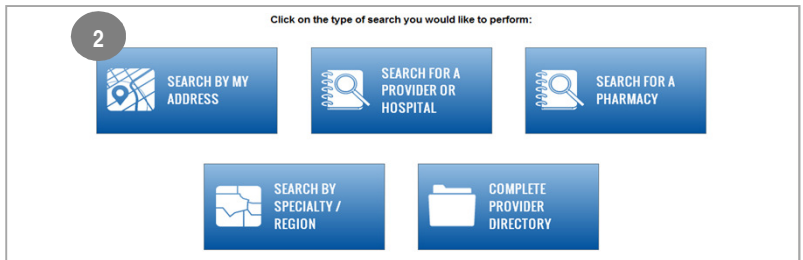 Click on the type of search you would like to perform:
2
SEARCH BY MY
ADDRESS
SEARCH FOR A
PROVIDER OR
HOSPITAL
SEARCH FOR A
PHARMACY
SEARCH BY
SPECIALTY /
REGION
COMPLETE
PROVIDER
DIRECTORY